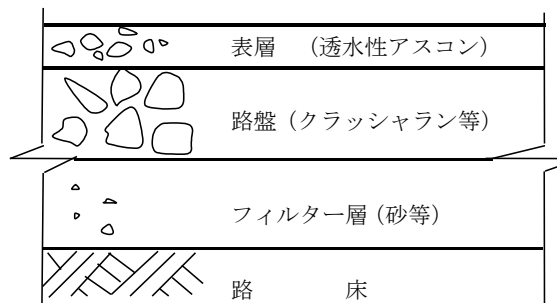 表層 （透水性アスコン）
路盤（クラッシャラン等）
フィルター層（砂等）
路 床